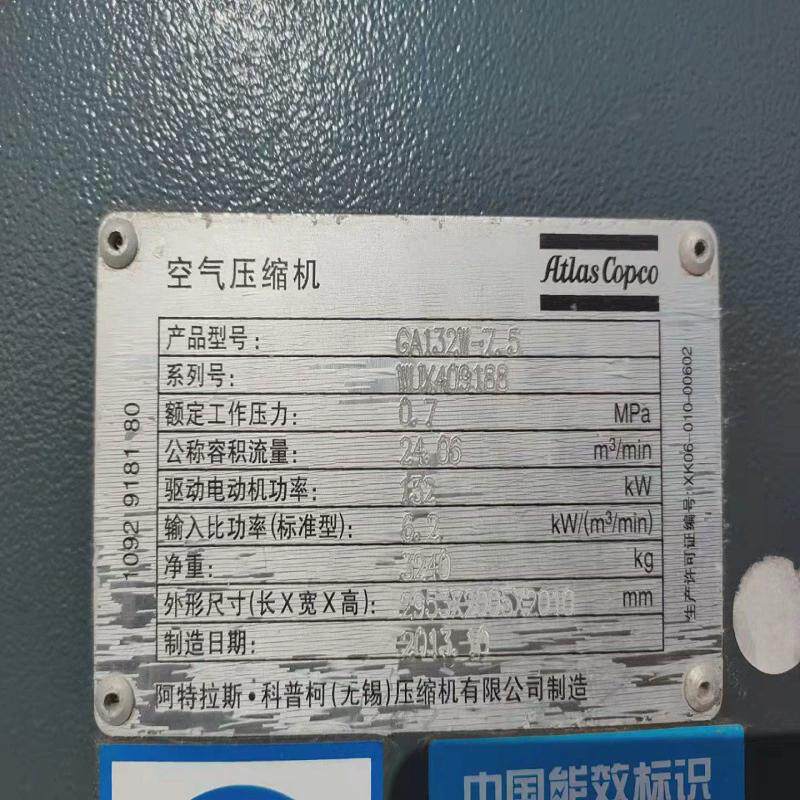 空气压缩机
Atlas Copco
产品型号: GA132W-7.5
系列号: WUX409188
额定工作压力: 0.7 MPa
公称容积流量: 24.06 m³/min
驱动电动机功率: 132 kW
输入比功率(标准型): 6.2 kW/(m³/min)
净重: 3240 kg
外形尺寸(长X宽X高): mm
制造日期: 2013.10
阿特拉斯·科普柯(无锡)压缩机有限公司制造
1092 9181 80
生产许可证编号:XK06-010-00602
中国能效标识